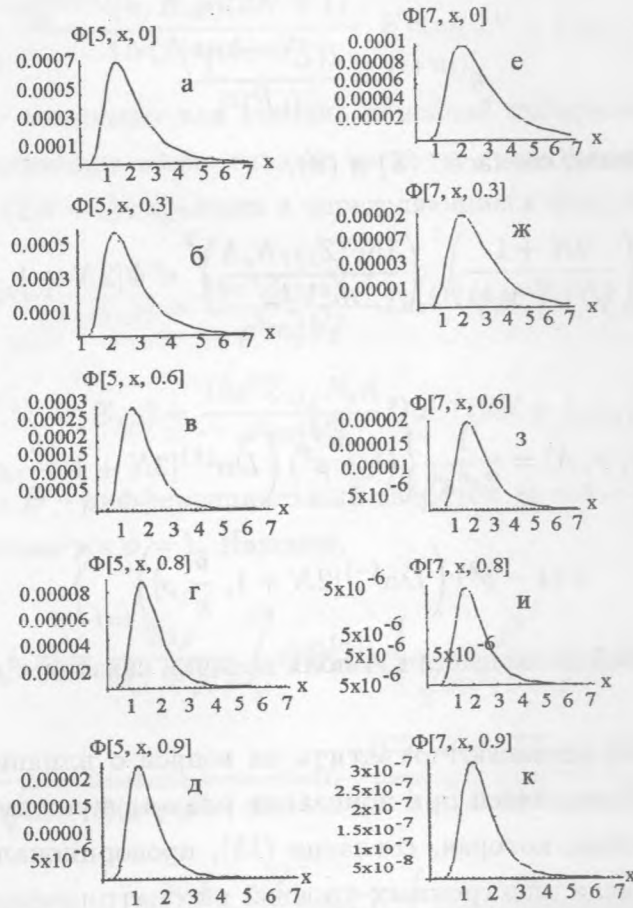 Ф[5, x, 0]
0.0007
0.0005
0.0003
0.0001
а
x
1 2 3 4 5 6 7
Ф[7, x, 0]
0.0001
0.00008
0.00006
0.00004
0.00002
е
x
1 2 3 4 5 6 7
Ф[5, x, 0.3]
0.0005
0.0003
0.0001
б
x
1 2 3 4 5 6 7
Ф[7, x, 0.3]
0.00002
0.00007
0.00003
0.00001
ж
x
1 2 3 4 5 6 7
Ф[5, x, 0.6]
0.0003
0.00025
0.0002
0.00015
0.0001
0.00005
в
x
1 2 3 4 5 6 7
Ф[7, x, 0.6]
0.00002
0.000015
0.00001
5x10⁻⁶
з
x
1 2 3 4 5 6 7
Ф[5, x, 0.8]
0.00008
0.00006
0.00004
0.00002
г
x
1 2 3 4 5 6 7
Ф[7, x, 0.8]
5x10⁻⁶
5x10⁻⁶
5x10⁻⁶
5x10⁻⁶
5x10⁻⁶
и
x
1 2 3 4 5 6 7
Ф[5, x, 0.9]
0.00002
0.000015
0.00001
5x10⁻⁶
д
x
1 2 3 4 5 6 7
Ф[7, x, 0.9]
3x10⁻⁷
2.5x10⁻⁷
2x10⁻⁷
1.5x10⁻⁷
1x10⁻⁷
5x10⁻⁸
к
x
1 2 3 4 5 6 7